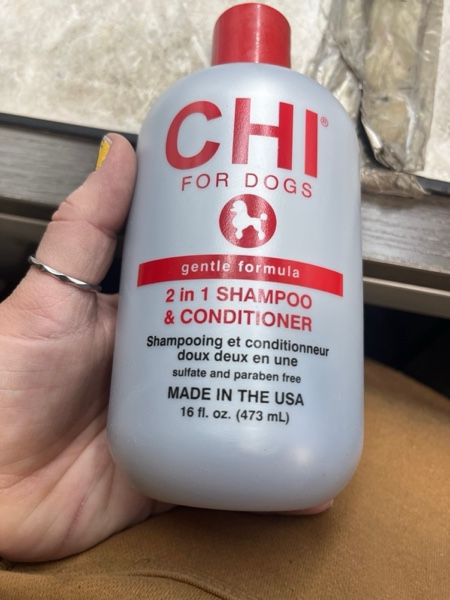 CHI®
FOR DOGS
gentle formula
2 in 1 SHAMPOO
& CONDITIONER
Shampooing et conditionneur
doux deux en une
sulfate and paraben free
MADE IN THE USA
16 fl. oz. (473 mL)